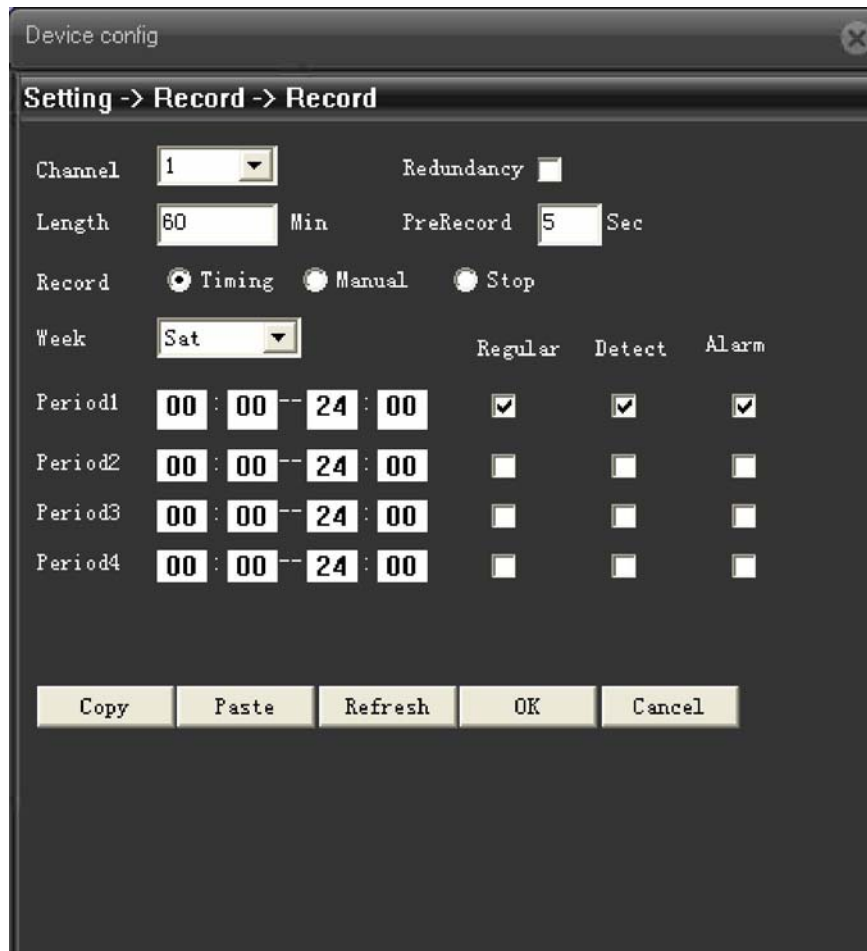 Device config
Setting -> Record -> Record
Channel 1 Redundancy
Length 60 Min PreRecord 5 Sec
Record Timing Manual Stop
Week Sat Regular Detect Alarm
Period1 00 : 00 -- 24 : 00
Period2 00 : 00 -- 24 : 00
Period3 00 : 00 -- 24 : 00
Period4 00 : 00 -- 24 : 00
Copy Paste Refresh OK Cancel